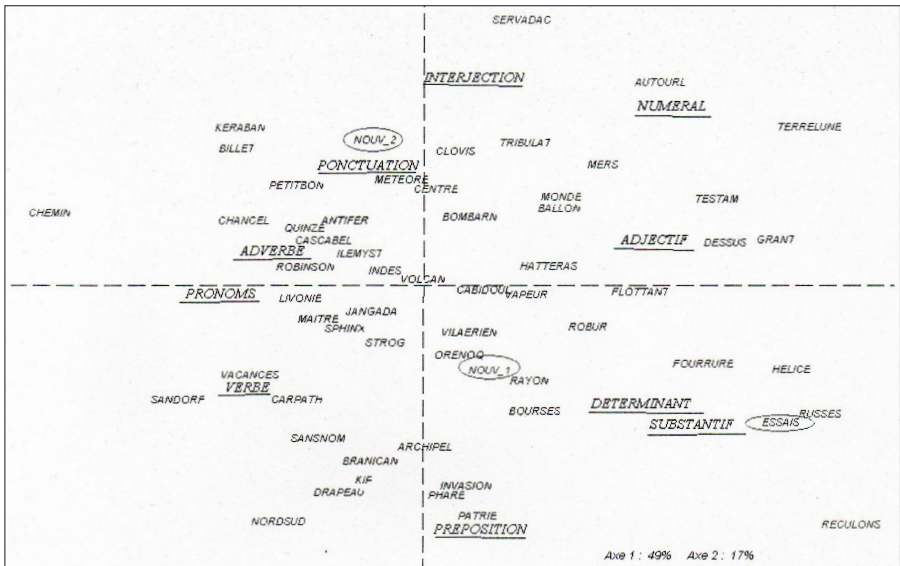 SERVADAC
INTERJECTION
AUTOURL
NUMERAL
KERABAN
TERRELUNE
NOUV_2
BILLET
CLOVIS
TRIBULAT
PONCTUATION
MERS
METEORE
PETITBON
CENTRE
MONDE
TESTAM
BALLON
CHEMIN
BOMBARN
CHANCEL
ANTIFER
QUINZE
CASCABEL
ADJECTIF
DESSUS
GRANT
ADVERBE
ILEMYST
ROBINSON
INDES
HATTERAS
VOLCAN
PRONOMS
LIVONIE
CABIDOUL
VAPEUR
FLOTTANT
JANGADA
MAITRE
SPHINX
VILAERIEN
ROBUR
STROG
ORENOQ
NOUV_1
FOURRURE
HELICE
VACANCES
RAYON
VERBE
SANDORF
CARPATH
BOURSES
DETERMINANT
RUSSES
SUBSTANTIF
ESSAIS
SANSNOM
ARCHIPEL
BRANICAN
KIP
INVASION
DRAPEAU
PHARE
NORDSUD
PATRIE
PREPOSITION
RECULONS
Axe 1 : 49% Axe 2 : 17%